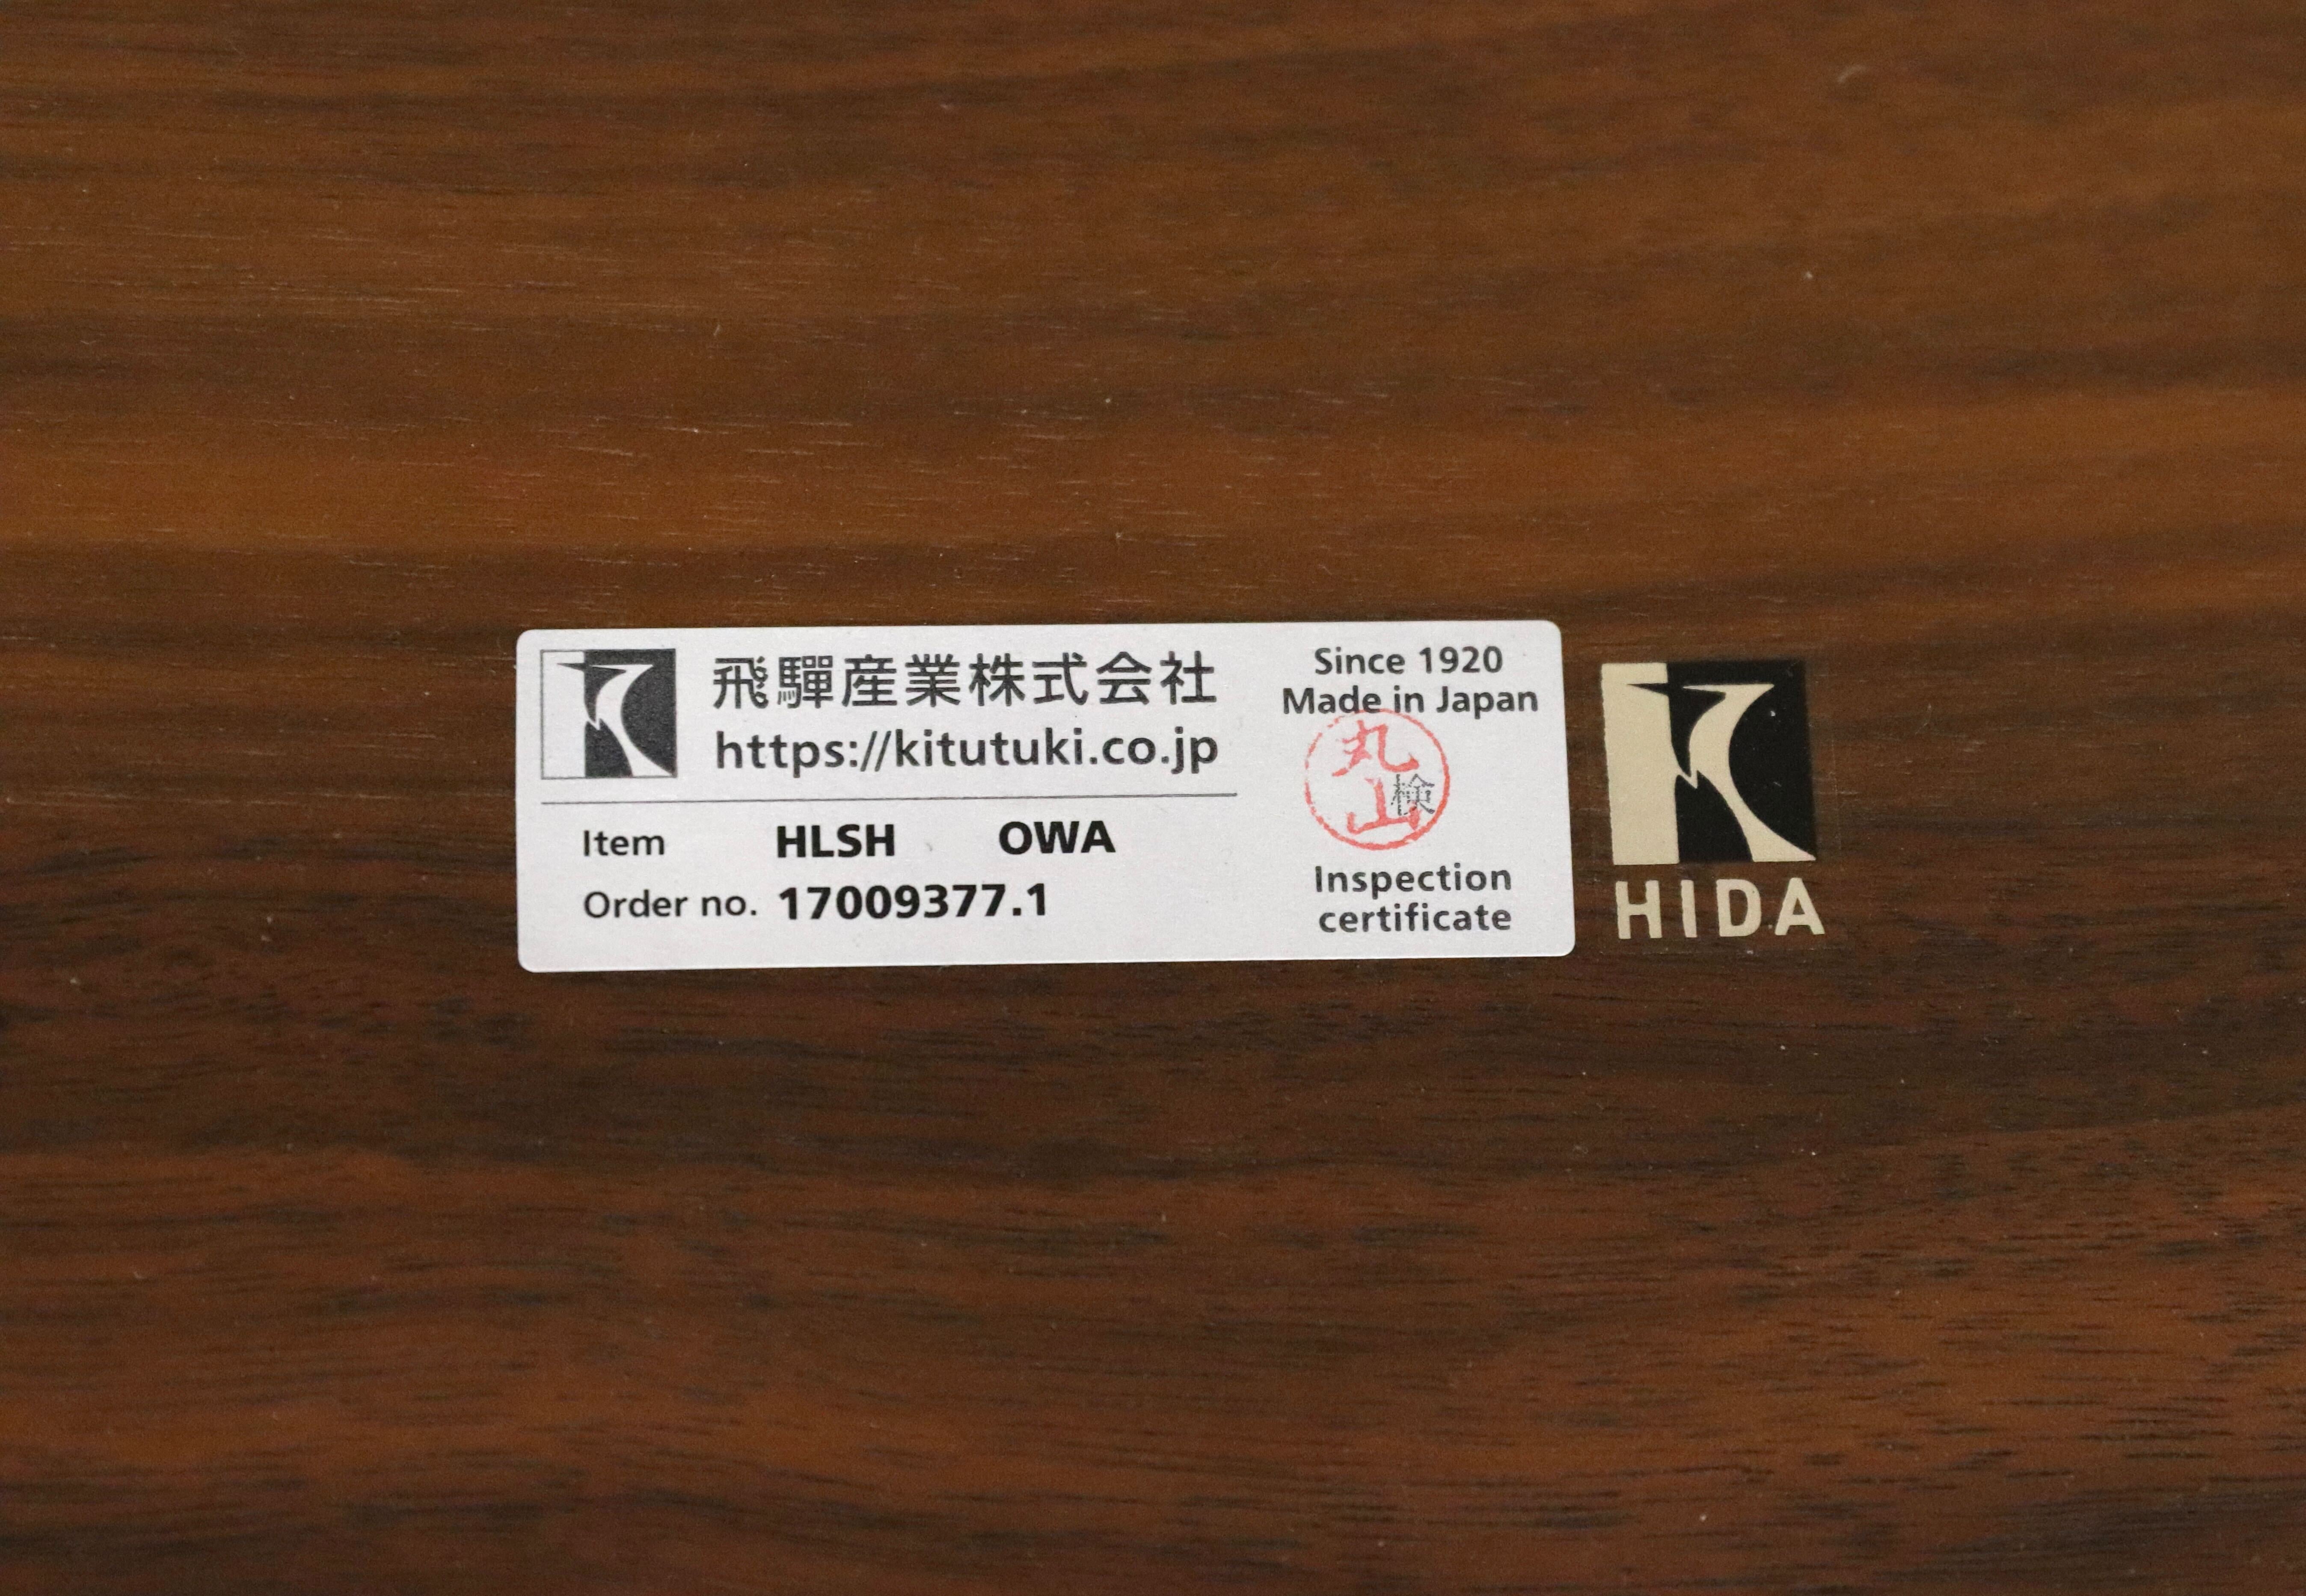 飛驒産業株式会社
https://kitutuki.co.jp
Item HLSH OWA
Order no. 17009377.1
Since 1920
Made in Japan
丸山
検
Inspection
certificate
HIDA